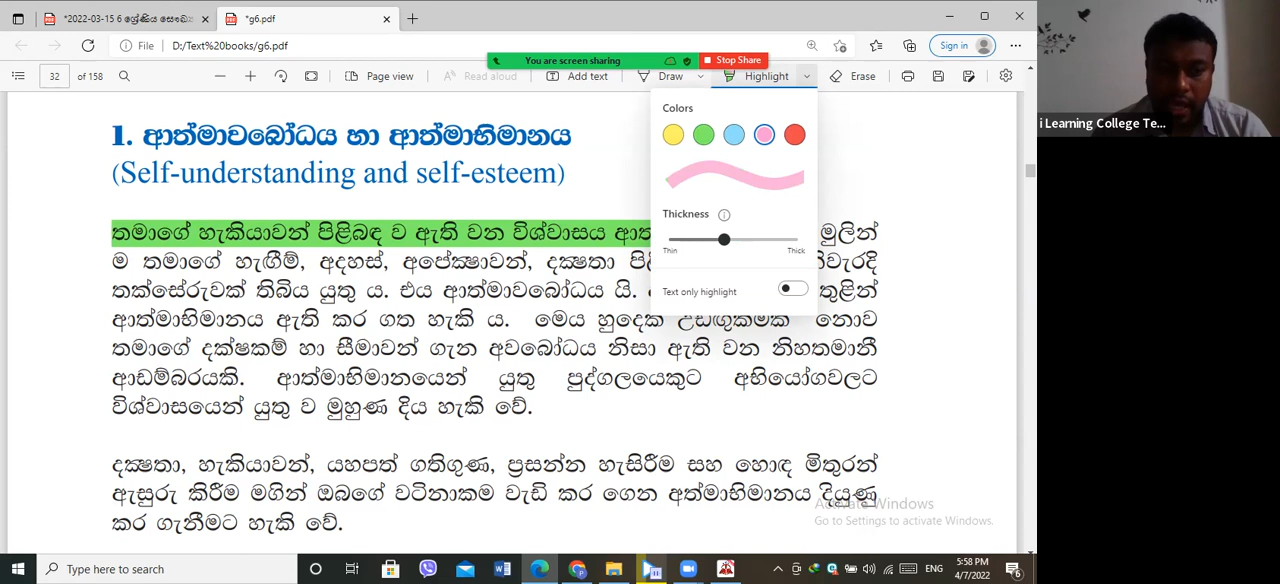 *2022-03-15 6 ශ්‍රේණිය සෞඛ්‍ය
*g6.pdf
File D:/Text%20books/g6.pdf
Sign in
You are screen sharing
Stop Share
32 of 158
Page view
Read aloud
Add text
Draw
Highlight
Erase
i Learning College Te...
Colors
Thickness
Thin
Thick
Text only highlight
1. ආත්මාවබෝධය හා ආත්මාභිමානය
(Self-understanding and self-esteem)
තමාගේ හැකියාවන් පිළිබඳ ව ඇති වන විශ්වාසය මුලින්
ම තමාගේ හැඟීම්, අදහස්, අපේක්‍ෂාවන්, දක්‍ෂතා නිවැරදි
තක්සේරුවක් තිබිය යුතු ය. එය ආත්මාවබෝධය යි. තුළින්
ආත්මාභිමානය ඇති කර ගත හැකි ය. මෙය හුදෙක් උඩඟුකමක් නොව
තමාගේ දක්ෂකම් හා සීමාවන් ගැන අවබෝධය නිසා ඇති වන නිහතමානී
ආඩම්බරයකි. ආත්මාභිමානයෙන් යුතු පුද්ගලයෙකුට අභියෝගවලට
විශ්වාසයෙන් යුතු ව මුහුණ දිය හැකි වේ.
දක්‍ෂතා, හැකියාවන්, යහපත් ගතිගුණ, ප්‍රසන්න හැසිරීම සහ හොඳ මිතුරන්
ඇසුරු කිරීම මගින් ඔබගේ වටිනාකම වැඩි කර ගෙන අත්මාභිමානය දියුණු
කර ගැනීමට හැකි වේ.
Activate Windows
Go to Settings to activate Windows.
Type here to search
ENG
5:58 PM
4/7/2022
6